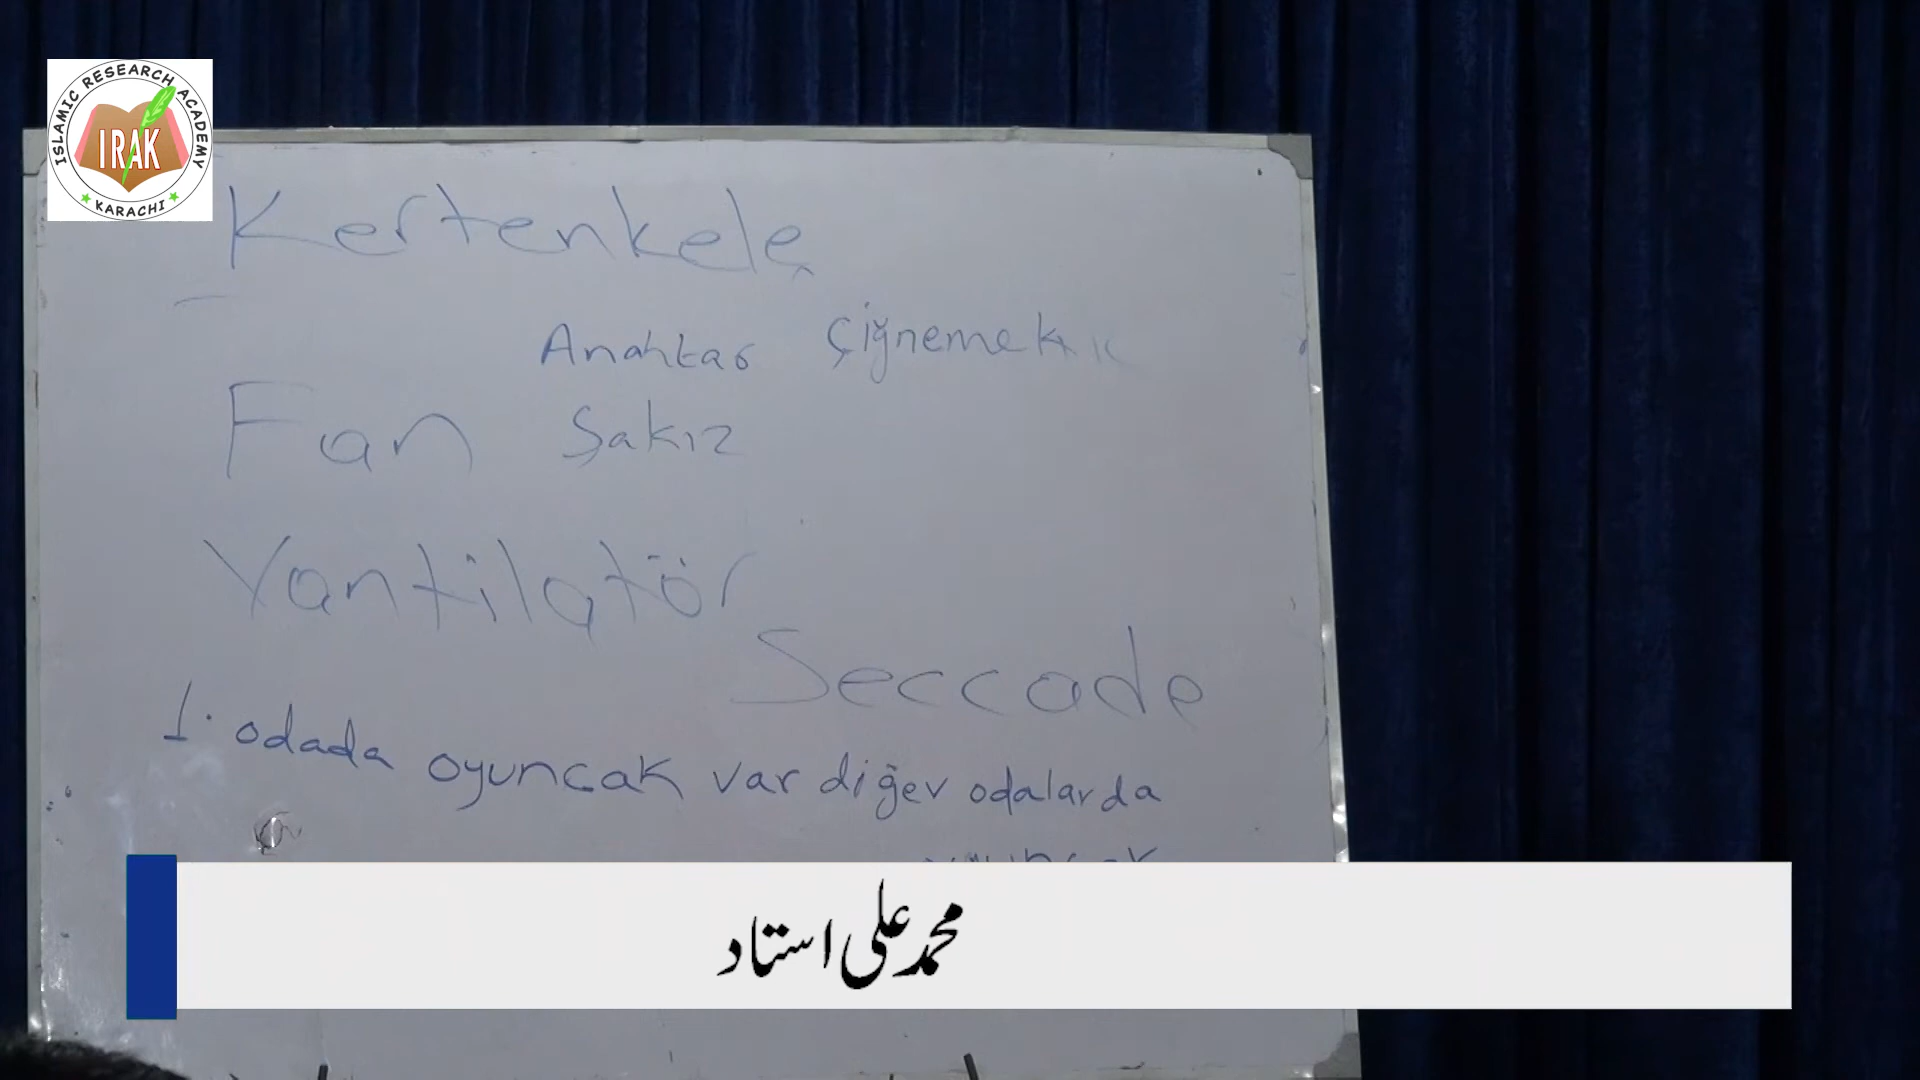 ISLAMIC RESEARCH ACADEMY
IRAK
KARACHI
Kertenkele
Anahtar Çiğnemek
Fan Şakız
Vantilatör
Seccade
1. odada oyuncak var diğer odalarda
محمد علی استاد